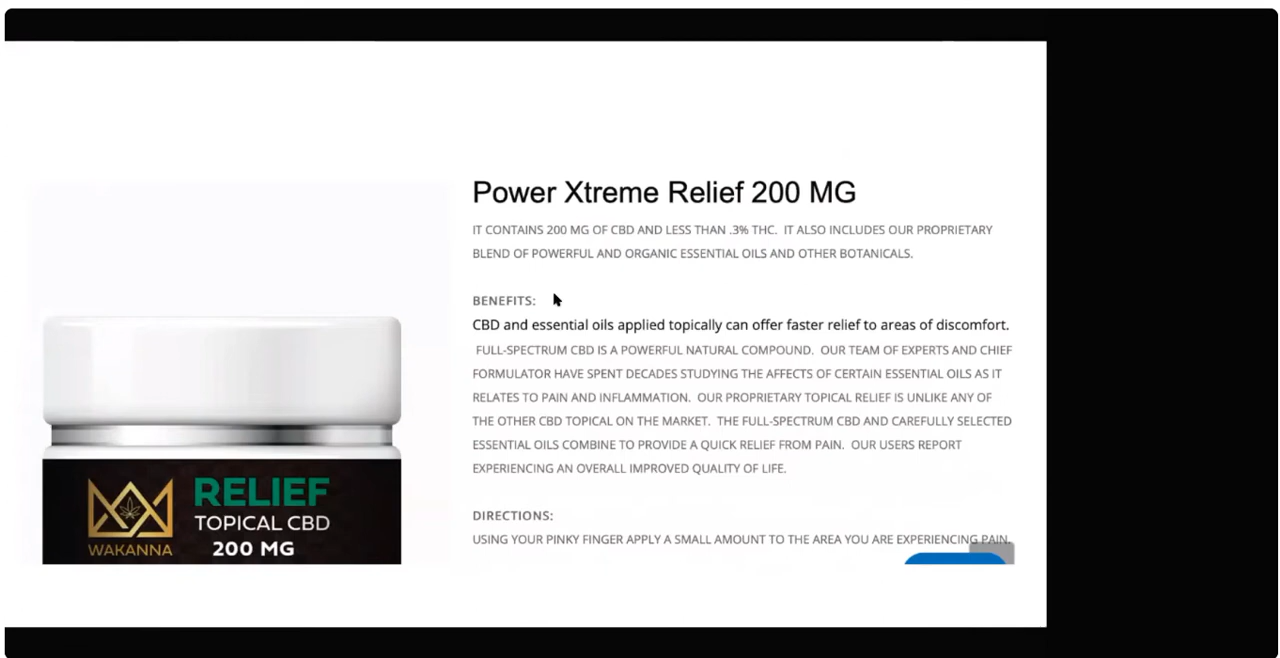 Power Xtreme Relief 200 MG
IT CONTAINS 200 MG OF CBD AND LESS THAN .3% THC. IT ALSO INCLUDES OUR PROPRIETARY
BLEND OF POWERFUL AND ORGANIC ESSENTIAL OILS AND OTHER BOTANICALS.
BENEFITS:
CBD and essential oils applied topically can offer faster relief to areas of discomfort.
FULL-SPECTRUM CBD IS A POWERFUL NATURAL COMPOUND. OUR TEAM OF EXPERTS AND CHIEF
FORMULATOR HAVE SPENT DECADES STUDYING THE AFFECTS OF CERTAIN ESSENTIAL OILS AS IT
RELATES TO PAIN AND INFLAMMATION. OUR PROPRIETARY TOPICAL RELIEF IS UNLIKE ANY OF
THE OTHER CBD TOPICAL ON THE MARKET. THE FULL-SPECTRUM CBD AND CAREFULLY SELECTED
ESSENTIAL OILS COMBINE TO PROVIDE A QUICK RELIEF FROM PAIN. OUR USERS REPORT
EXPERIENCING AN OVERALL IMPROVED QUALITY OF LIFE.
DIRECTIONS:
USING YOUR PINKY FINGER APPLY A SMALL AMOUNT TO THE AREA YOU ARE EXPERIENCING PAIN.
RELIEF
TOPICAL CBD
200 MG
WAKANNA